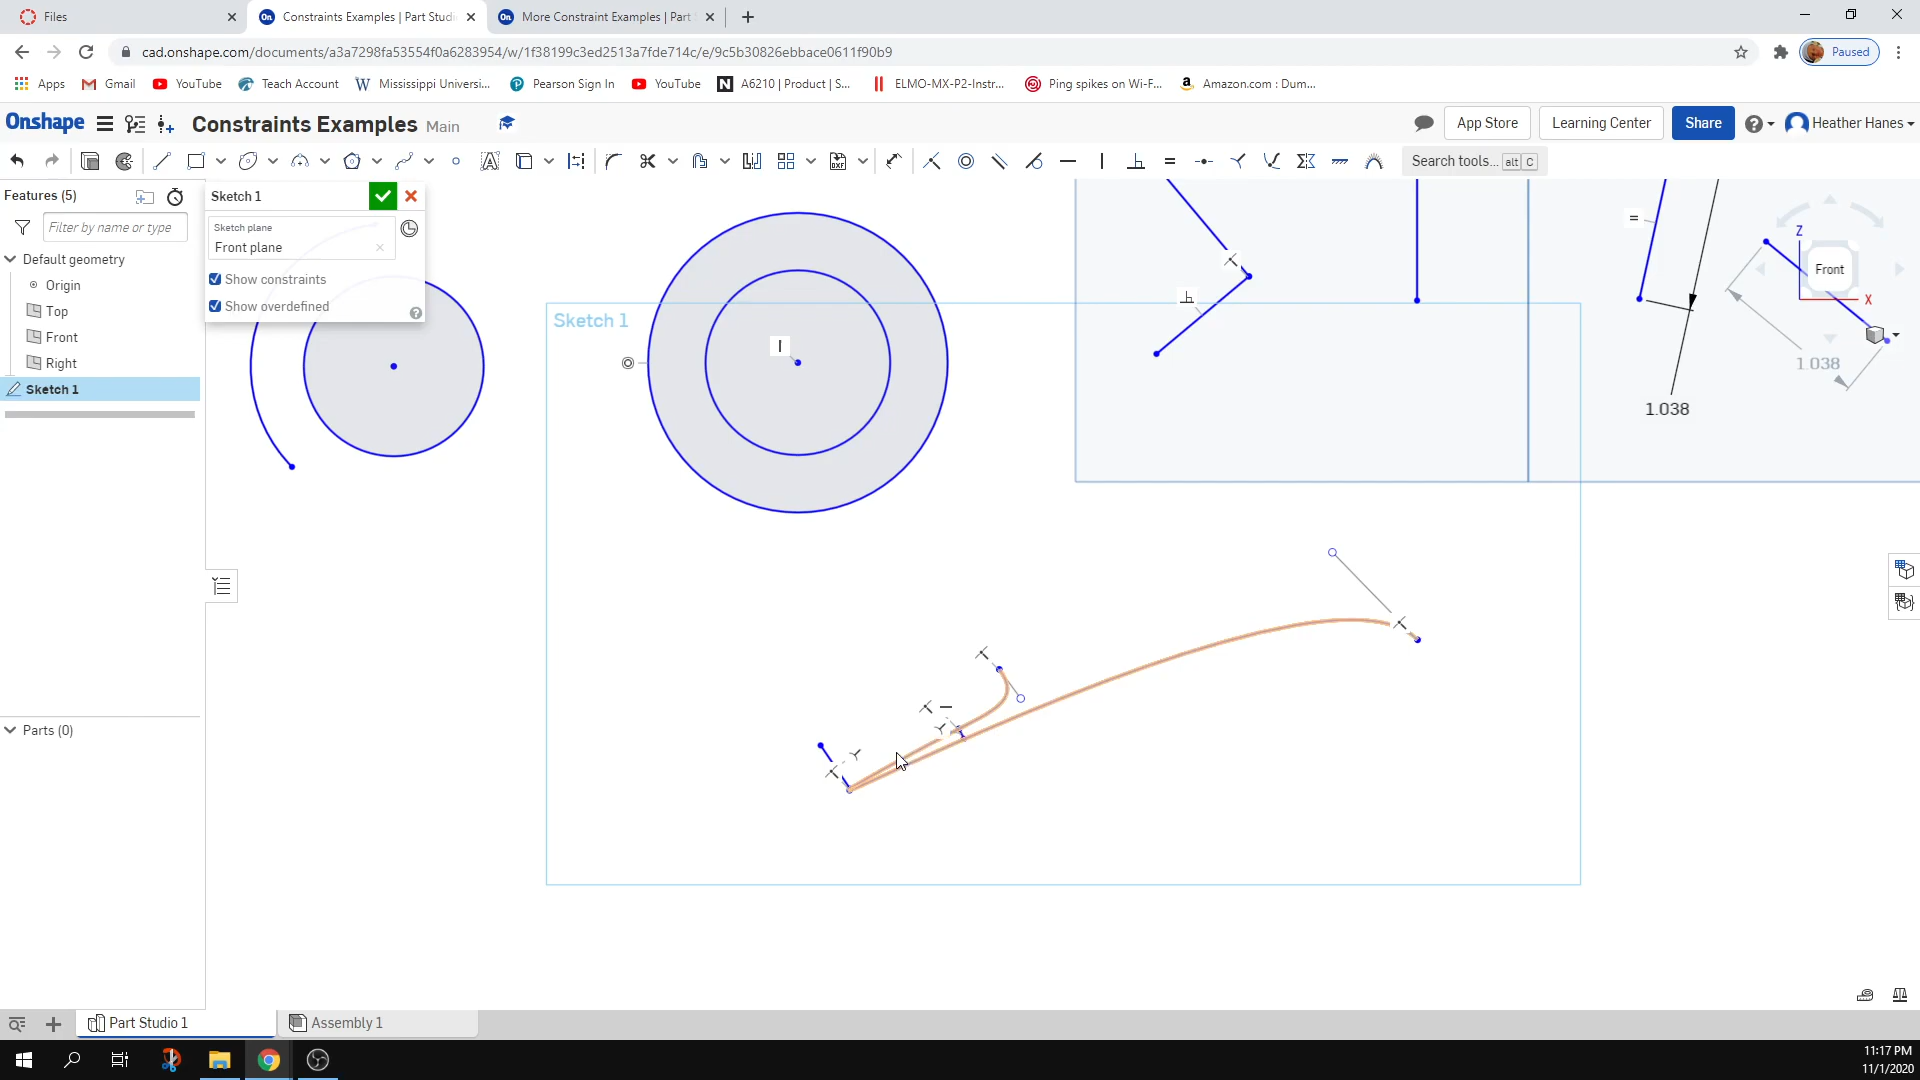 Files
Constraints Examples | Part Studi
More Constraint Examples | Part
cad.onshape.com/documents/a3a7298fa53554f0a6283954/w/1f38199c3ed2513a7fde714c/e/9c5b30826ebbace0611f90b9
Paused
Apps
Gmail
YouTube
Teach Account
Mississippi Universi...
Pearson Sign In
YouTube
A6210 | Product | S...
ELMO-MX-P2-Instr...
Ping spikes on Wi-F...
Amazon.com : Dum...
Onshape
Constraints Examples Main
App Store
Learning Center
Share
Heather Hanes
Search tools... alt C
Features (5)
Filter by name or type
Default geometry
Origin
Top
Front
Right
Sketch 1
Parts (0)
Sketch 1
Sketch plane
Front plane
Show constraints
Show overdefined
Sketch 1
Z
Front
X
1.038
1.038
Part Studio 1
Assembly 1
11:17 PM
11/1/2020